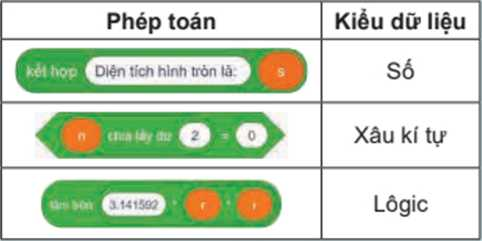 Phép toán Kiểu dữ liệu
kết hợp Diện tích hình tròn là: s Số
n chia lấy dư 2 = 0 Xâu kí tự
làm tròn 3.141592 * r * r Lôgic